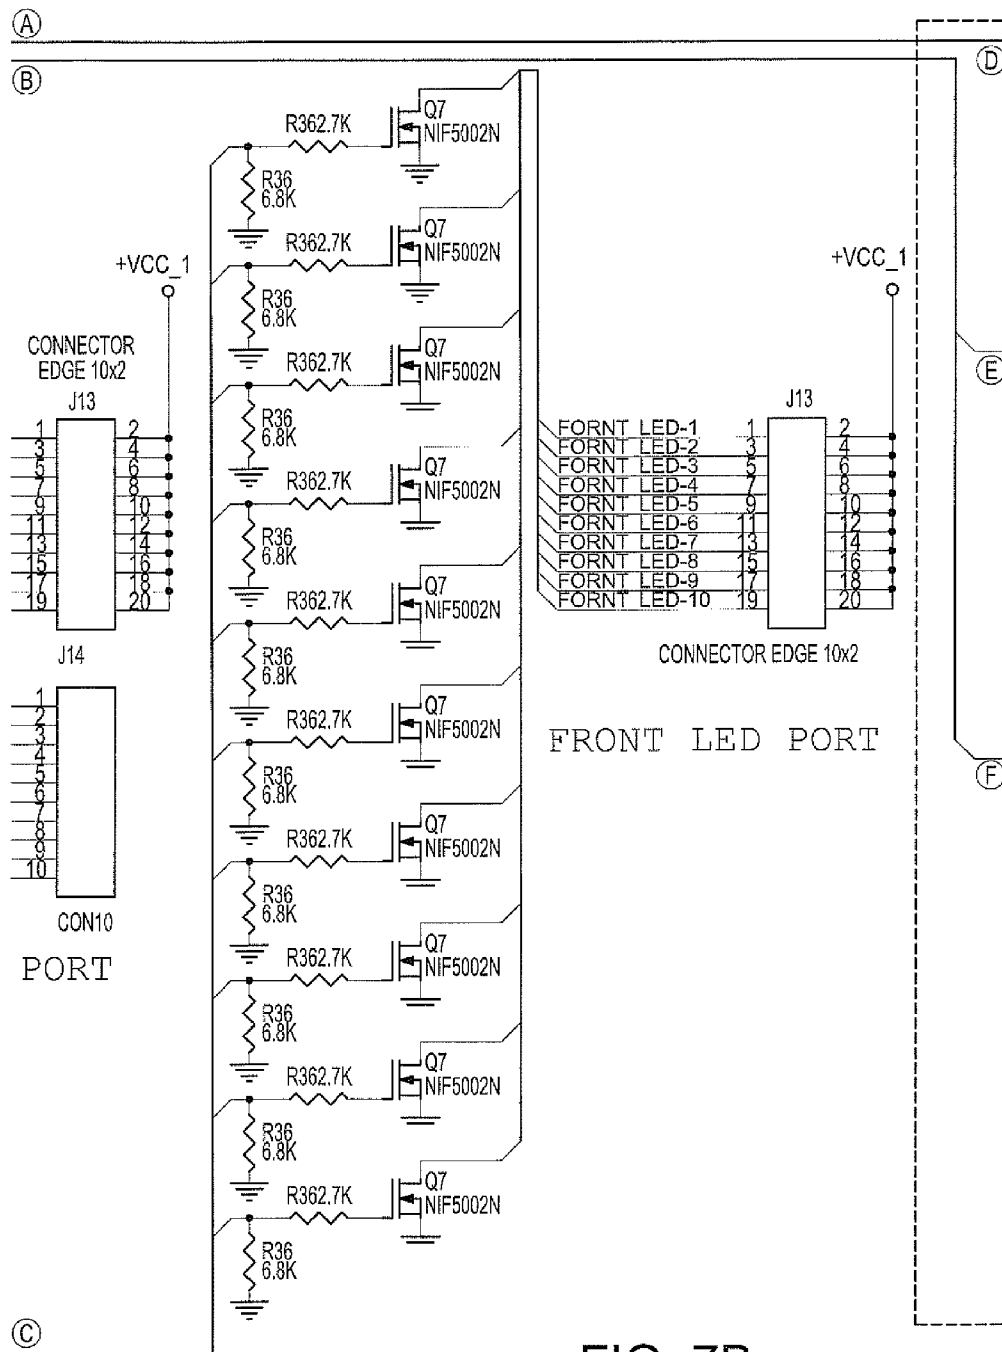 A
B
D
R362.7K
Q7
NIF5002N
R36
6.8K
R362.7K
Q7
NIF5002N
R36
6.8K
R362.7K
Q7
NIF5002N
R36
6.8K
R362.7K
Q7
NIF5002N
R36
6.8K
R362.7K
Q7
NIF5002N
R36
6.8K
R362.7K
Q7
NIF5002N
R36
6.8K
R362.7K
Q7
NIF5002N
R36
6.8K
R362.7K
Q7
NIF5002N
R36
6.8K
R362.7K
Q7
NIF5002N
R36
6.8K
R362.7K
Q7
NIF5002N
R36
6.8K
+VCC_1
CONNECTOR
EDGE 10x2
J13
1 2
3 4
5 6
7 8
9 10
11 12
13 14
15 16
17 18
19 20
J14
1
2
3
4
5
6
7
8
9
10
CON10
PORT
+VCC_1
E
J13
FORNT LED-1 1 2
FORNT LED-2 3 4
FORNT LED-3 5 6
FORNT LED-4 7 8
FORNT LED-5 9 10
FORNT LED-6 11 12
FORNT LED-7 13 14
FORNT LED-8 15 16
FORNT LED-9 17 18
FORNT LED-10 19 20
CONNECTOR EDGE 10x2
FRONT LED PORT
F
C